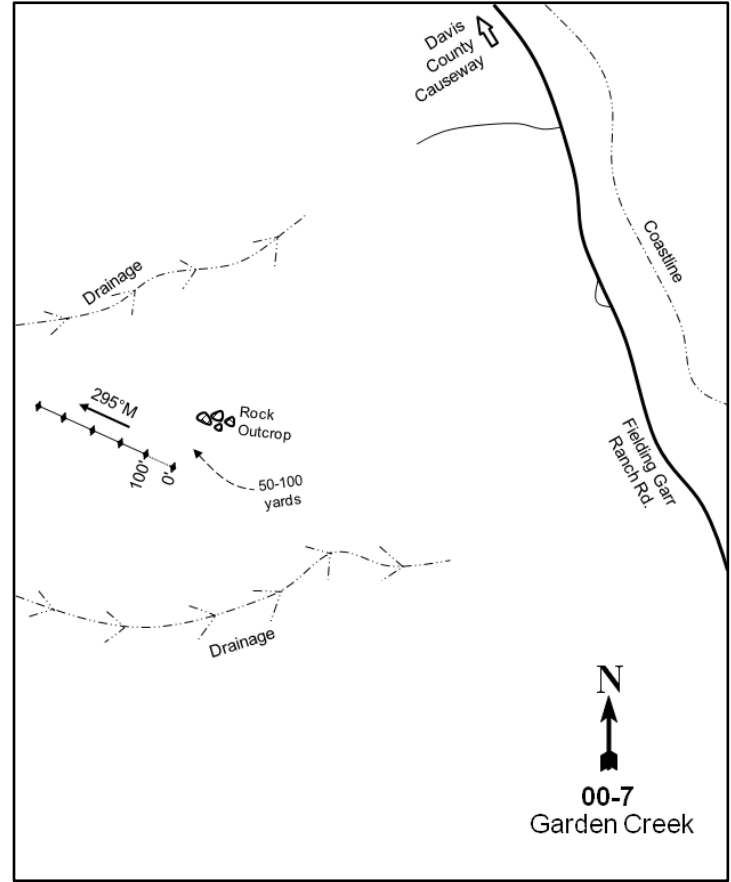 Davis
County
Causeway
Coastline
Drainage
295°M
Rock
Outcrop
100'
0'
50-100
yards
Fielding Garr
Ranch Rd.
Drainage
N
00-7
Garden Creek